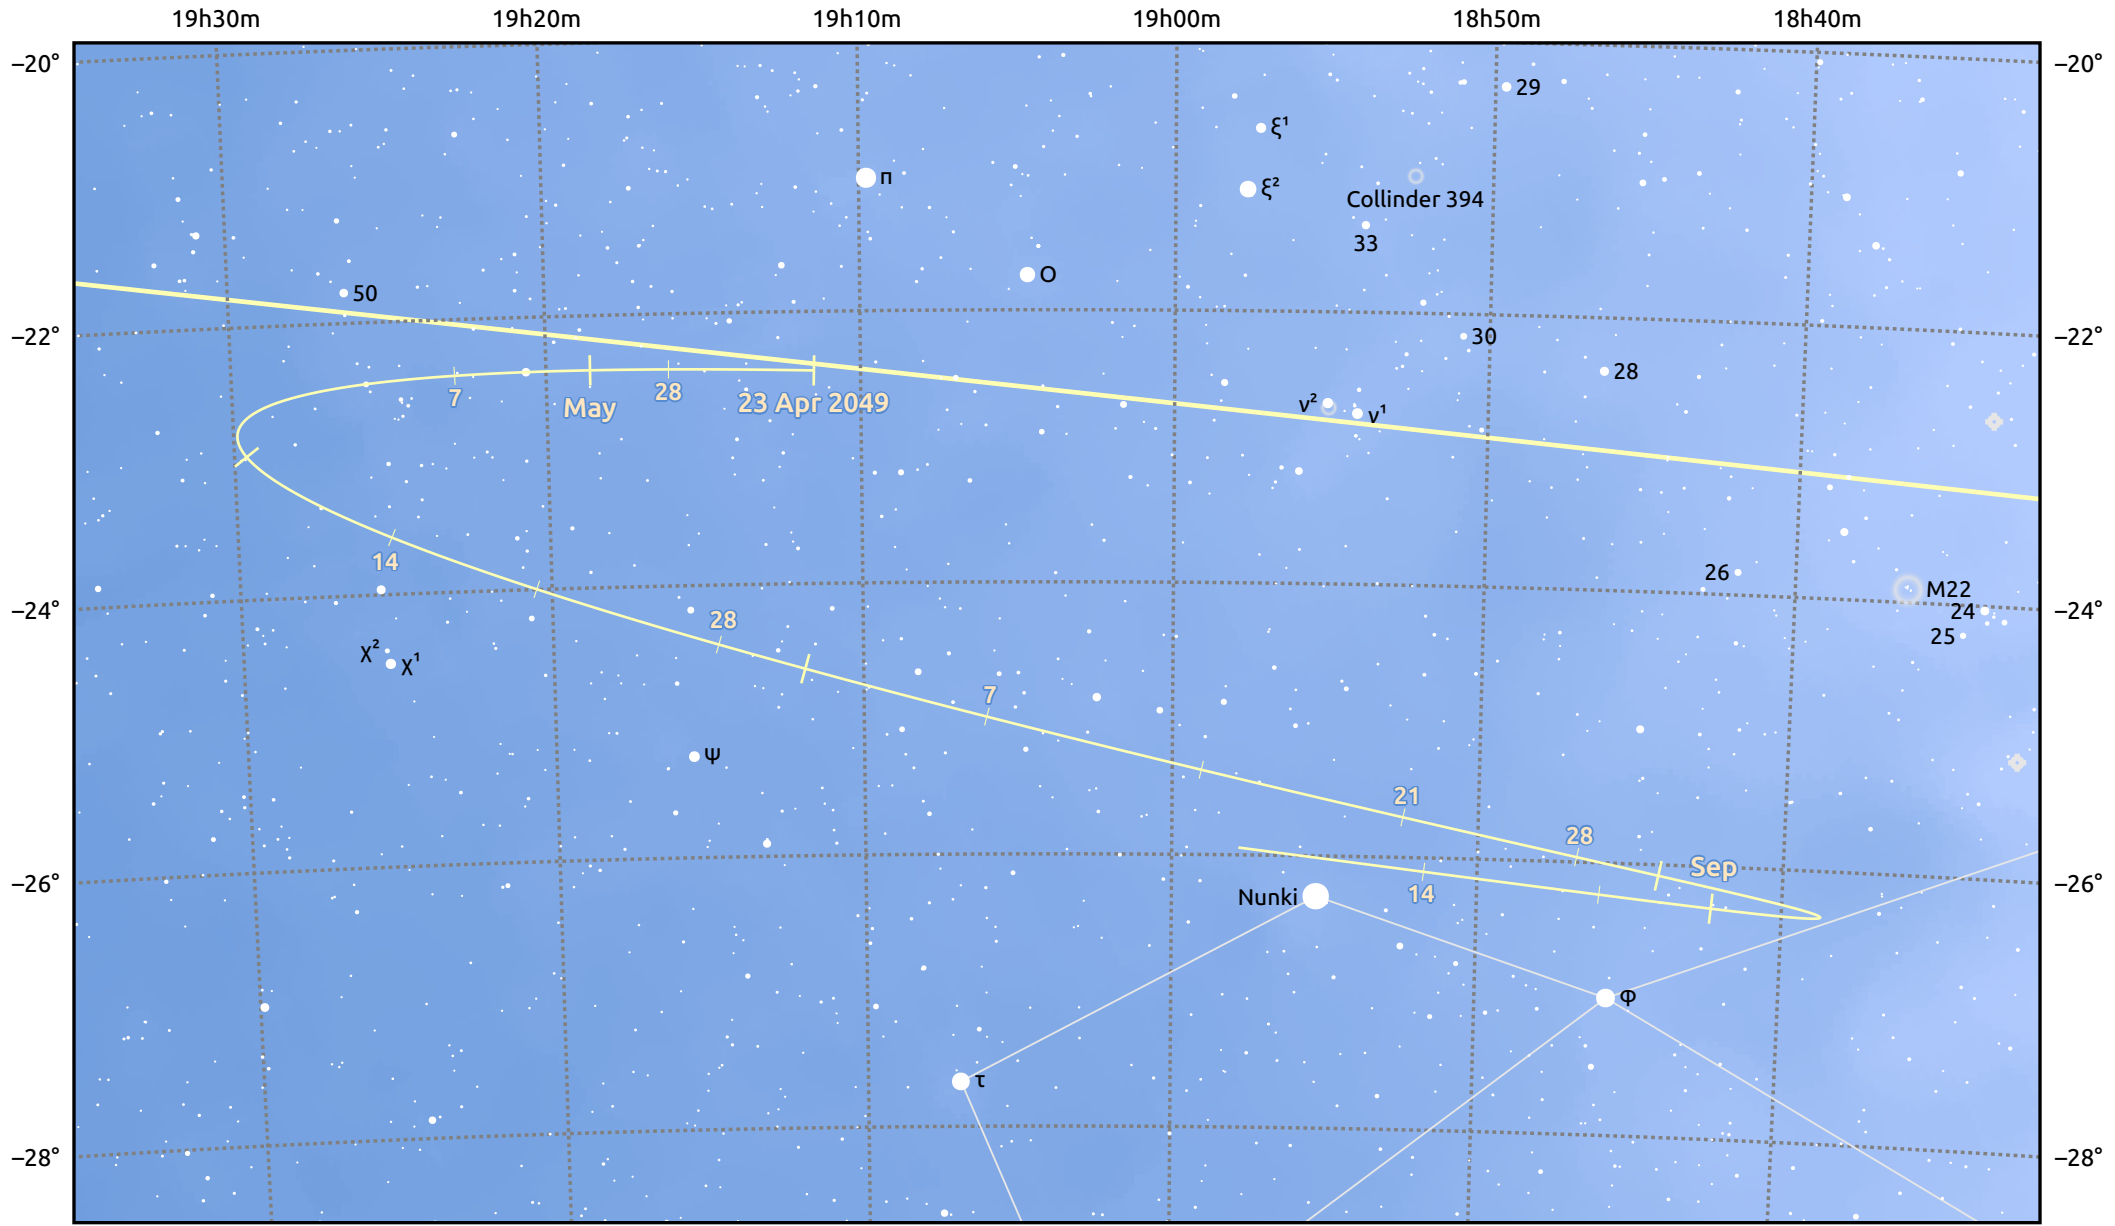 19h30m 19h20m 19h10m 19h00m 18h50m 18h40m
−20° −20°
29
ξ¹
π
ξ²
Collinder 394
33
O
50
−22° 30 −22°
28
7 28 May 23 Apr 2049
ν² ν¹
14
26
M22
−24° 24 −24°
28
25
χ² χ¹
7
ψ
21
28
Sep
−26° −26°
Nunki 14
φ
τ
−28° −28°